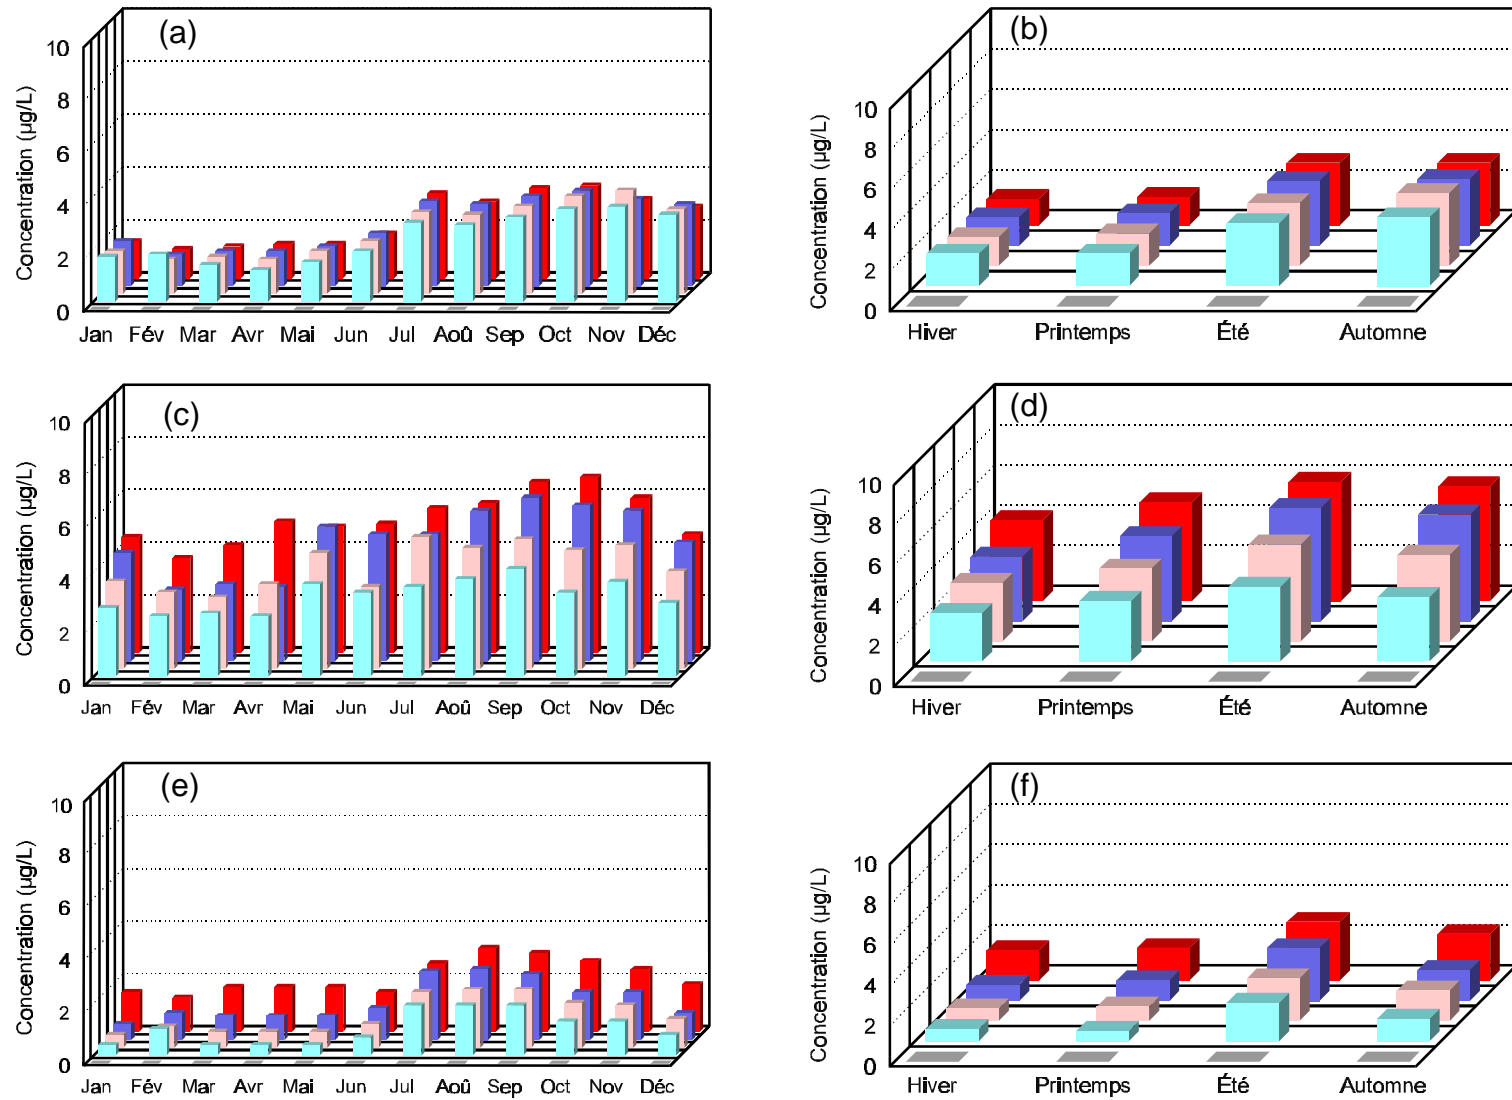 (a)
Concentration (µg/L)
10
8
6
4
2
0
Jan Fév Mar Avr Mai Jun Jul Aoû Sep Oct Nov Déc
(b)
Concentration (µg/L)
10
8
6
4
2
0
Hiver Printemps Été Automne
(c)
Concentration (µg/L)
10
8
6
4
2
0
Jan Fév Mar Avr Mai Jun Jul Aoû Sep Oct Nov Déc
(d)
Concentration (µg/L)
10
8
6
4
2
0
Hiver Printemps Été Automne
(e)
Concentration (µg/L)
10
8
6
4
2
0
Jan Fév Mar Avr Mai Jun Jul Aoû Sep Oct Nov Déc
(f)
Concentration (µg/L)
10
8
6
4
2
0
Hiver Printemps Été Automne